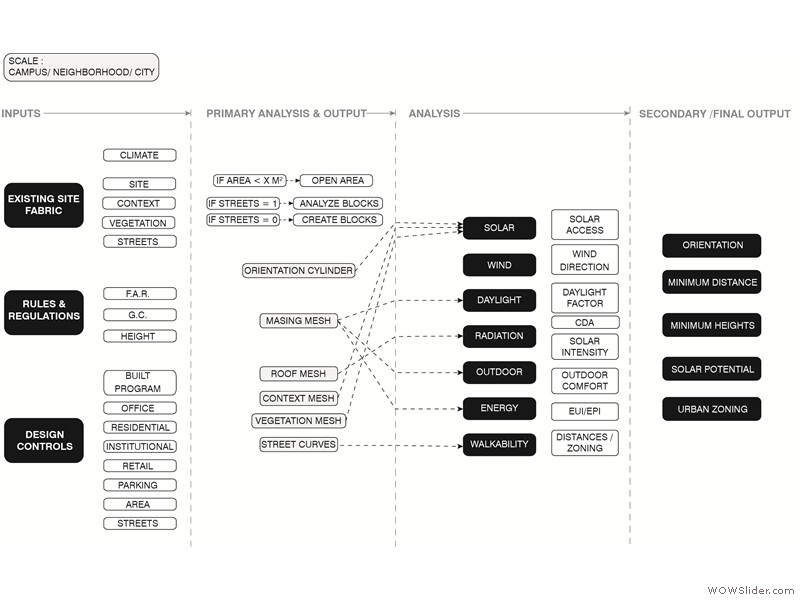 SCALE :
CAMPUS/ NEIGHBORHOOD/ CITY
INPUTS
PRIMARY ANALYSIS & OUTPUT
ANALYSIS
SECONDARY /FINAL OUTPUT
EXISTING SITE
FABRIC
CLIMATE
SITE
CONTEXT
VEGETATION
STREETS
RULES &
REGULATIONS
F.A.R.
G.C.
HEIGHT
DESIGN
CONTROLS
BUILT
PROGRAM
OFFICE
RESIDENTIAL
INSTITUTIONAL
RETAIL
PARKING
AREA
STREETS
IF AREA < X M²
OPEN AREA
IF STREETS = 1
ANALYZE BLOCKS
IF STREETS = 0
CREATE BLOCKS
ORIENTATION CYLINDER
MASING MESH
ROOF MESH
CONTEXT MESH
VEGETATION MESH
STREET CURVES
SOLAR
SOLAR
ACCESS
WIND
WIND
DIRECTION
DAYLIGHT
DAYLIGHT
FACTOR
CDA
RADIATION
SOLAR
INTENSITY
OUTDOOR
OUTDOOR
COMFORT
ENERGY
EUI/EPI
WALKABILITY
DISTANCES /
ZONING
ORIENTATION
MINIMUM DISTANCE
MINIMUM HEIGHTS
SOLAR POTENTIAL
URBAN ZONING
WOWSlider.com